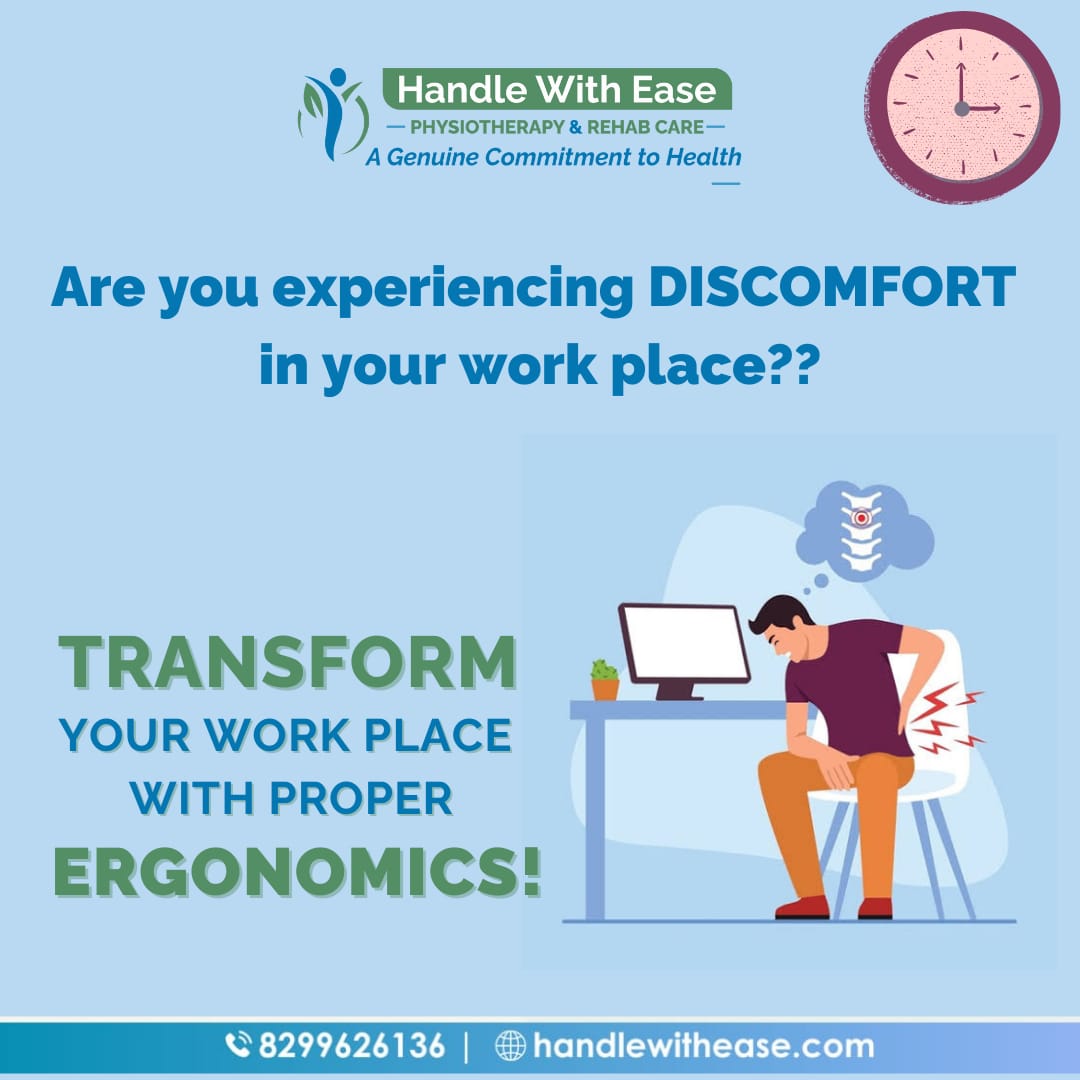 Handle With Ease
PHYSIOTHERAPY & REHAB CARE
A Genuine Commitment to Health
Are you experiencing DISCOMFORT
in your work place??
TRANSFORM
YOUR WORK PLACE
WITH PROPER
ERGONOMICS!
8299626136 | handlewithease.com